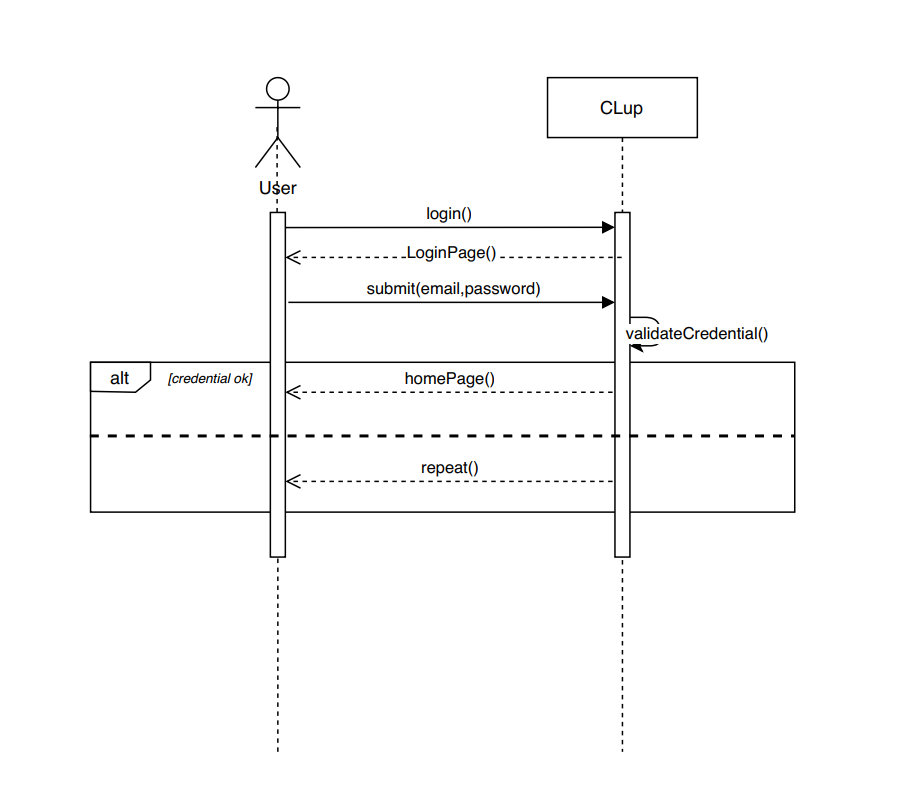 CLup
User
login()
LoginPage()
submit(email,password)
validateCredential()
alt
[credential ok]
homePage()
repeat()